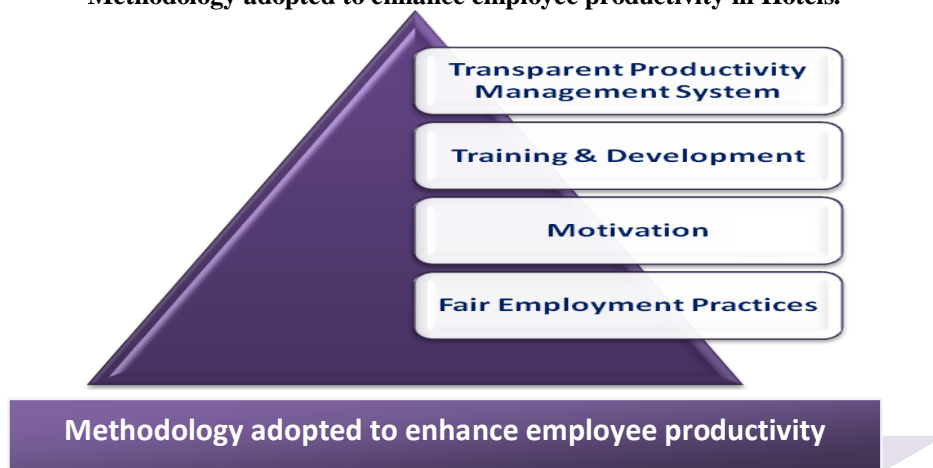 Methodology adopted to enhance employee productivity in Hotels.
Transparent Productivity
Management System
Training & Development
Motivation
Fair Employment Practices
Methodology adopted to enhance employee productivity